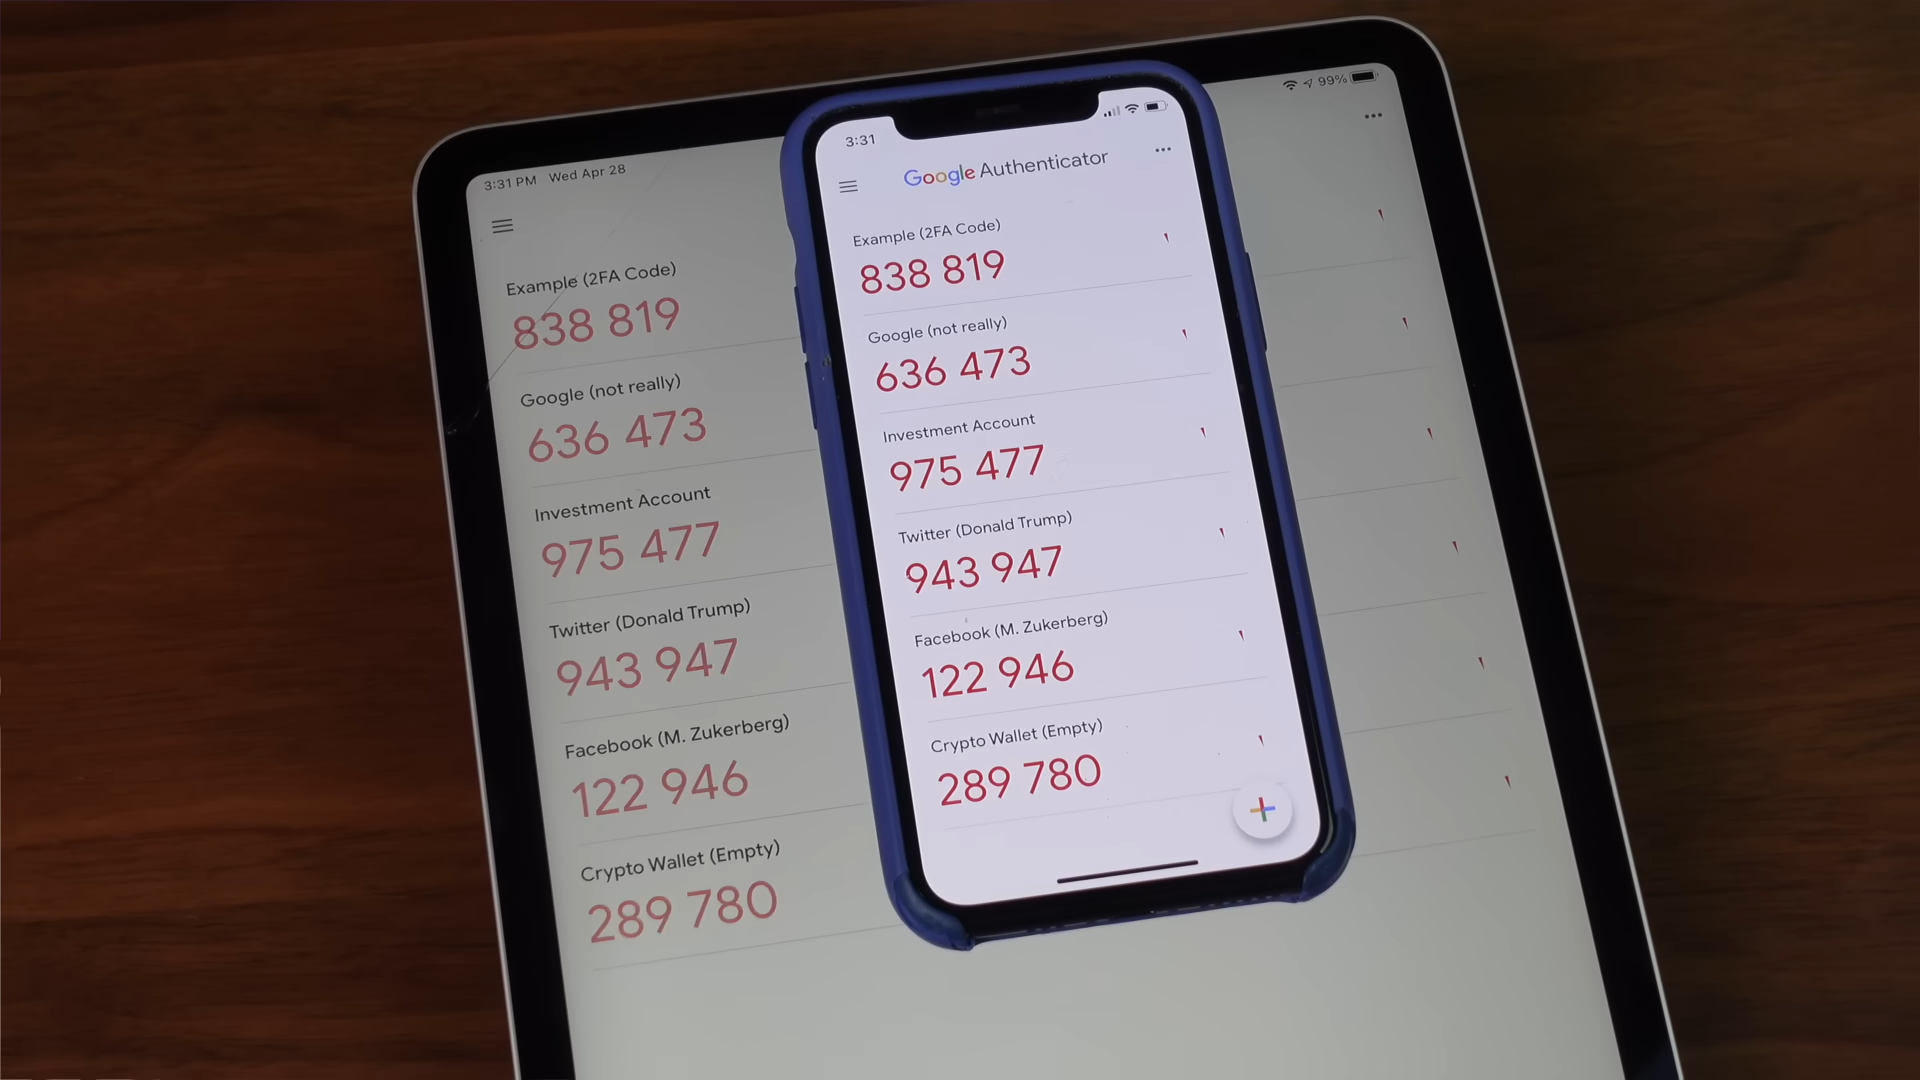 3:31 PM Wed Apr 28
99%
Example (2FA Code)
838 819
Google (not really)
636 473
Investment Account
975 477
Twitter (Donald Trump)
943 947
Facebook (M. Zukerberg)
122 946
Crypto Wallet (Empty)
289 780
3:31
Google Authenticator
Example (2FA Code)
838 819
Google (not really)
636 473
Investment Account
975 477
Twitter (Donald Trump)
943 947
Facebook (M. Zukerberg)
122 946
Crypto Wallet (Empty)
289 780